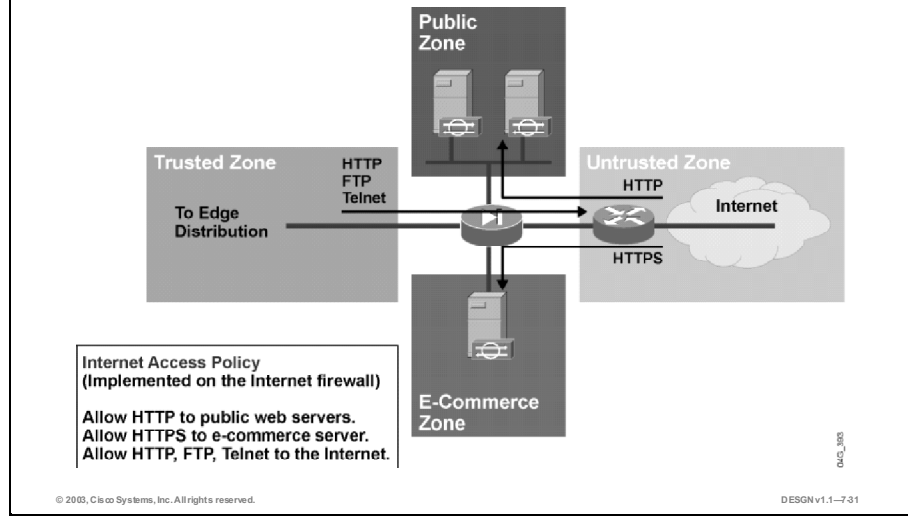 Public
Zone
Trusted Zone
HTTP
FTP
Telnet
To Edge
Distribution
Untrusted Zone
HTTP
Internet
HTTPS
E-Commerce
Zone
Internet Access Policy
(Implemented on the Internet firewall)
Allow HTTP to public web servers.
Allow HTTPS to e-commerce server.
Allow HTTP, FTP, Telnet to the Internet.
04G_393
© 2003, Cisco Systems, Inc. All rights reserved.
DESGN v1.1—7-31